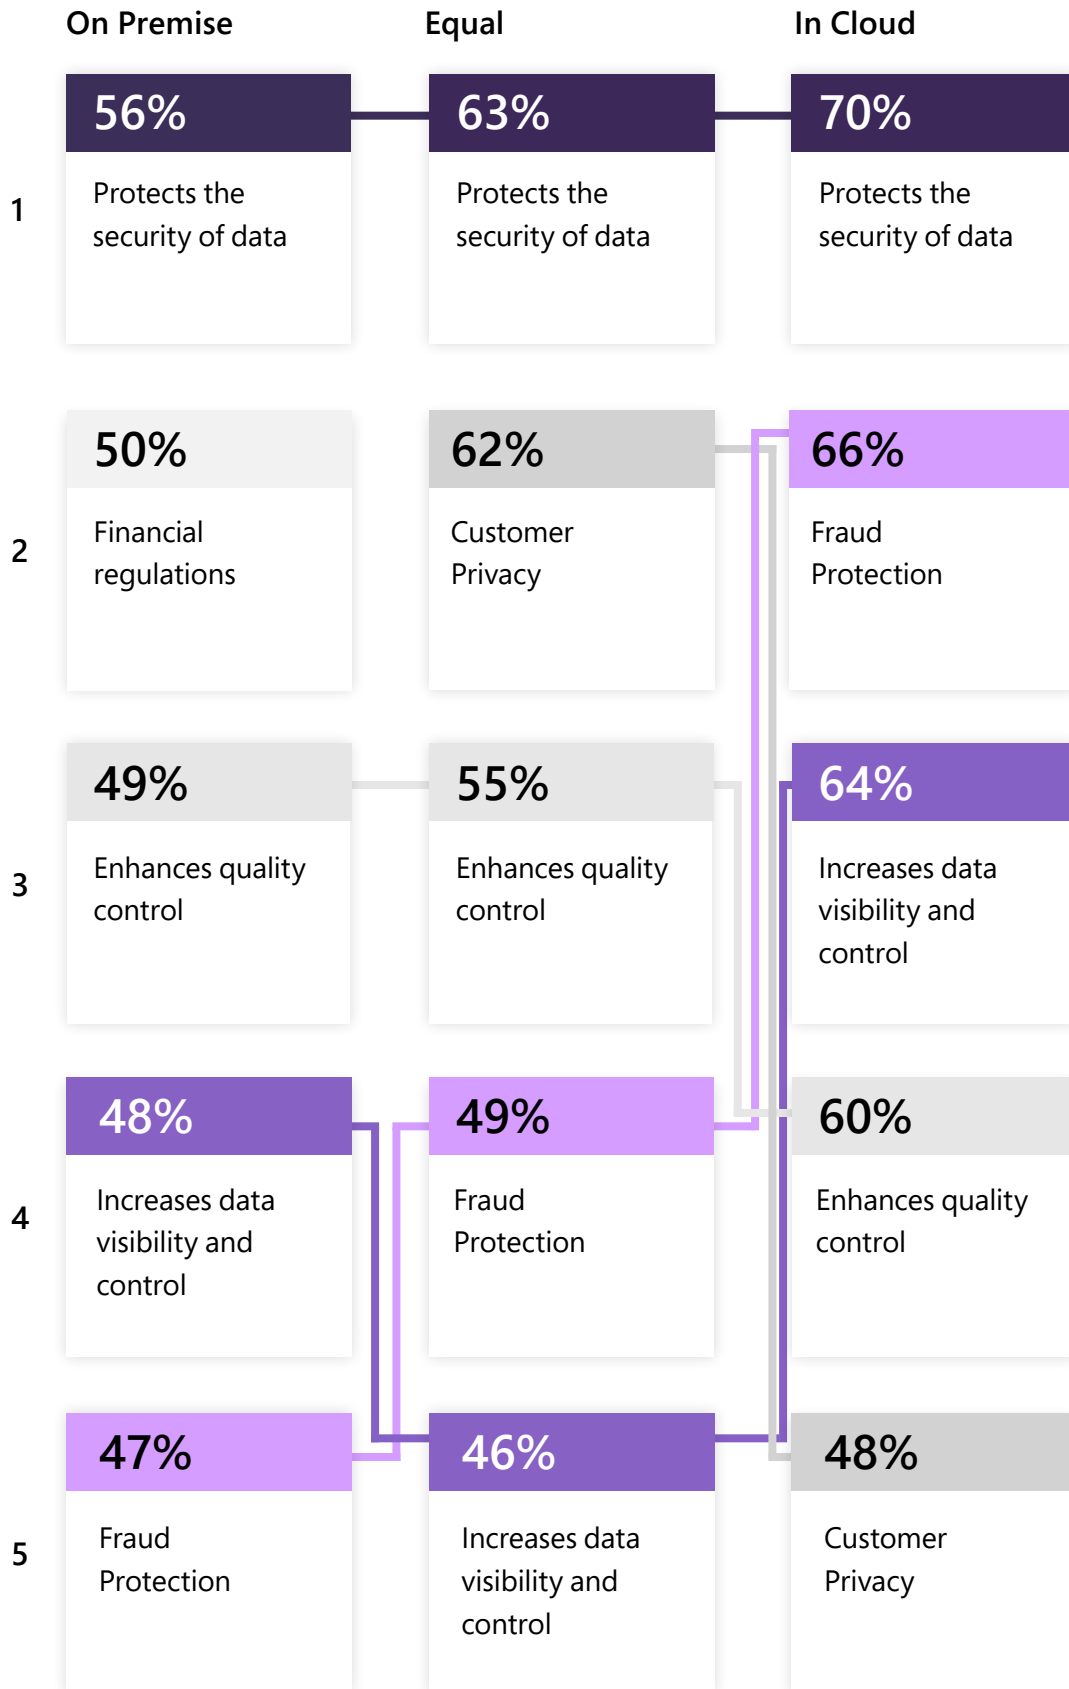 On Premise Equal In Cloud
56% 63% 70%
1
Protects the
security of data
Protects the
security of data
Protects the
security of data
50% 62% 66%
2
Financial
regulations
Customer
Privacy
Fraud
Protection
49% 55% 64%
3
Enhances quality
control
Enhances quality
control
Increases data
visibility and
control
48% 49% 60%
4
Increases data
visibility and
control
Fraud
Protection
Enhances quality
control
47% 46% 48%
5
Fraud
Protection
Increases data
visibility and
control
Customer
Privacy